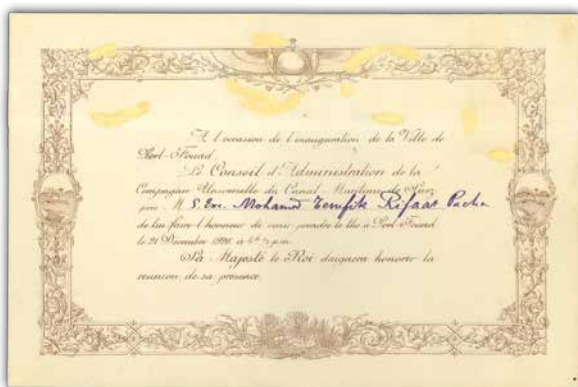 A l'occasion de l'inauguration de la Ville de
Port-Fouad
Le Conseil d'Administration de la
Compagnie Universelle du Canal Maritime de Suez
prie M S. Exc. Mohamed Tewfik Rifaat Pacha
de lui faire l'honneur de venir prendre le thé à Port-Fouad
le 21 Décembre 1926 à 4h ½ p.m.
Sa Majesté le Roi daignera honorer la
réunion de sa présence.